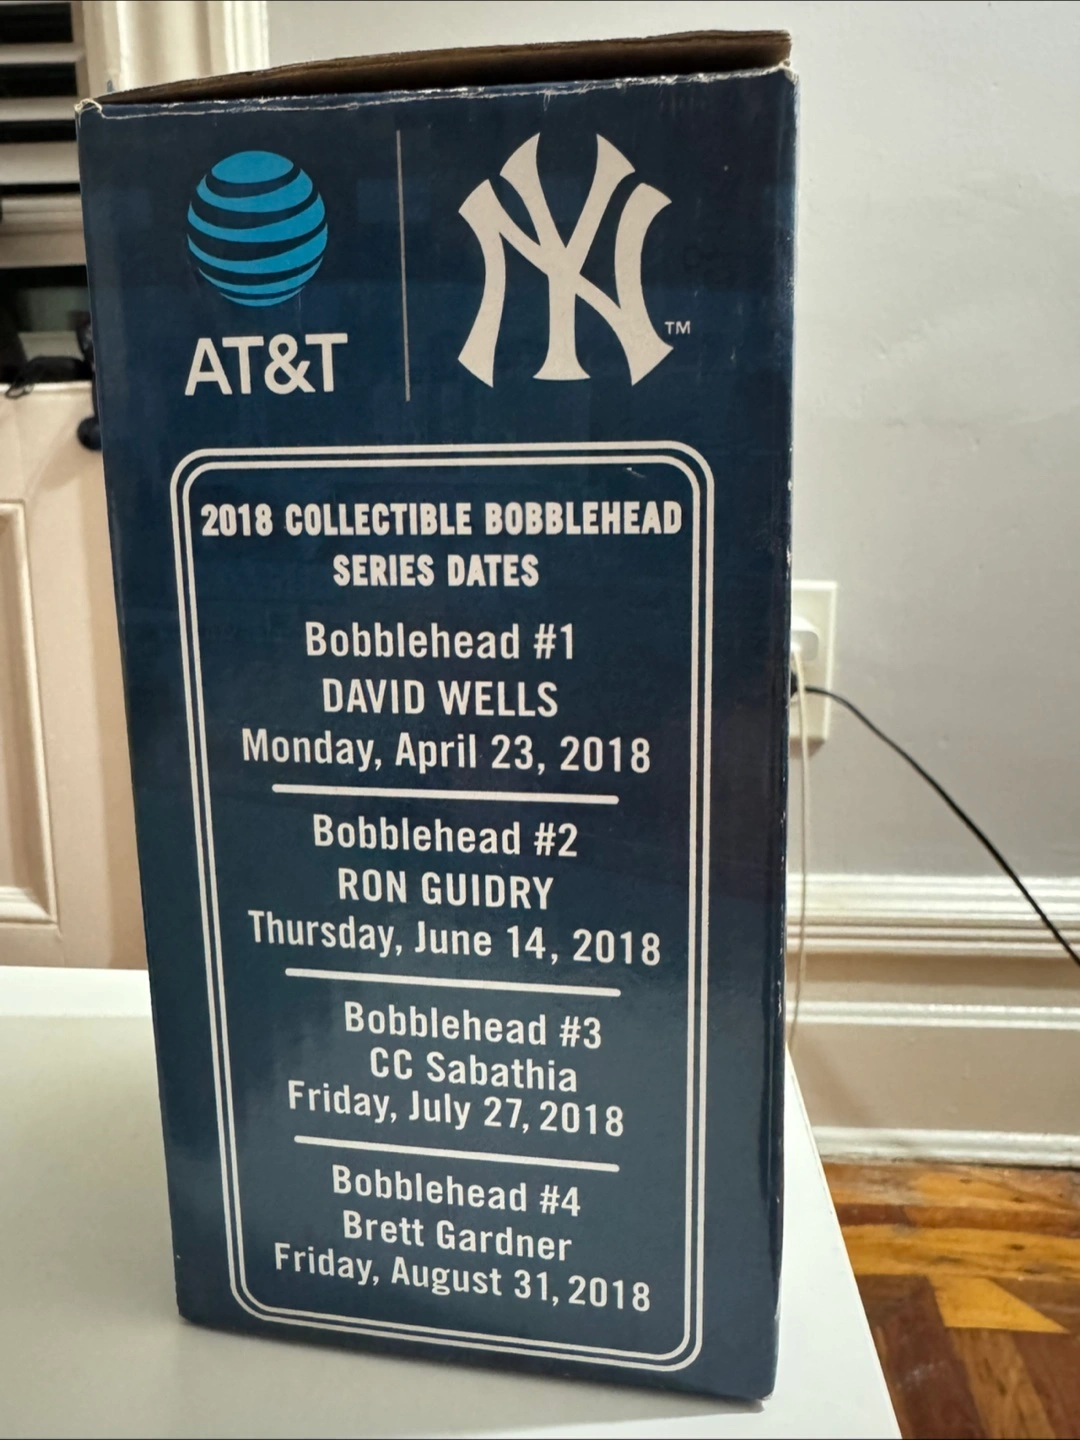 AT&T
NY
TM
2018 COLLECTIBLE BOBBLEHEAD
SERIES DATES
Bobblehead #1
DAVID WELLS
Monday, April 23, 2018
Bobblehead #2
RON GUIDRY
Thursday, June 14, 2018
Bobblehead #3
CC Sabathia
Friday, July 27, 2018
Bobblehead #4
Brett Gardner
Friday, August 31, 2018